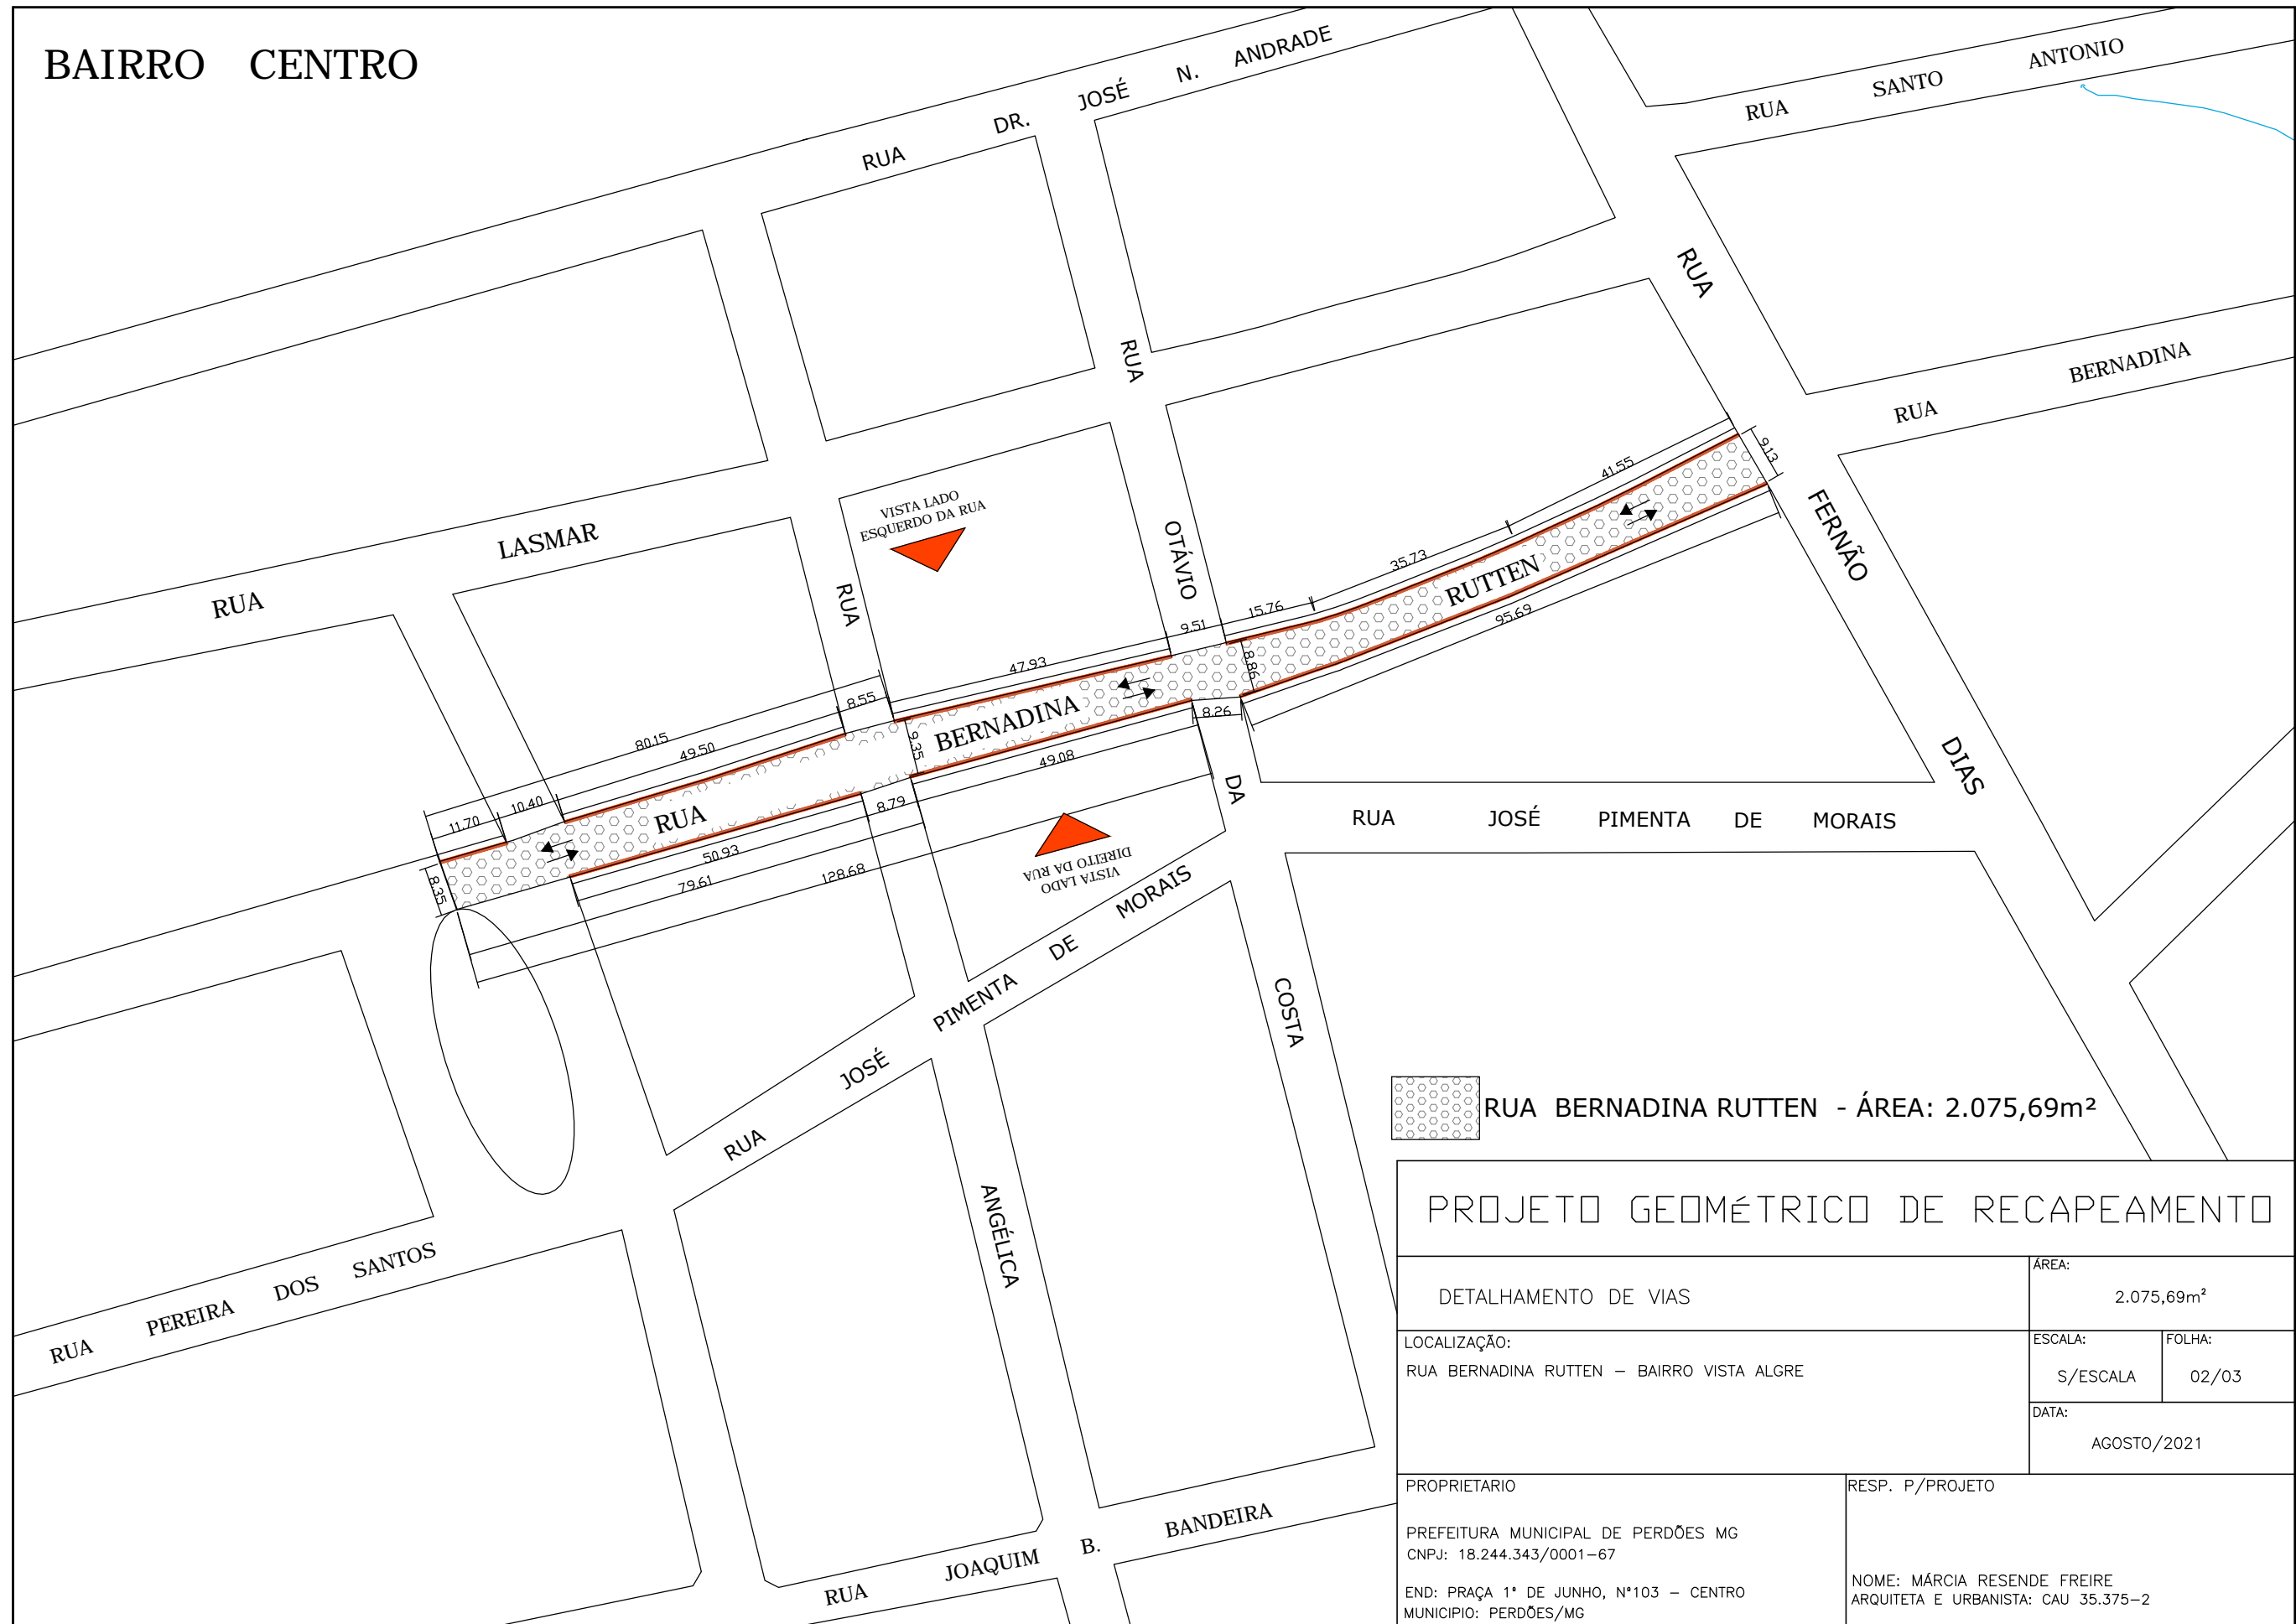 BAIRRO CENTRO
RUA DR. JOSÉ N. ANDRADE
RUA SANTO ANTONIO
RUA BERNADINA
RUA LASMAR
RUA FERNÃO DIAS
RUA OTÁVIO DA COSTA
RUA ANGÉLICA
VISTA LADO
ESQUERDO DA RUA
RUA BERNADINA RUTTEN
41.55
9.13
35.73
15.76
9.51
95.69
8.86
47.93
8.55
80.15
49.50
10.40
11.70
8.35
9.35
8.26
49.08
8.79
50.93
79.61
128.68
VISTA LADO
DIREITO DA RUA
RUA JOSÉ PIMENTA DE MORAIS
RUA JOSÉ PIMENTA DE MORAIS
RUA PEREIRA DOS SANTOS
RUA JOAQUIM B. BANDEIRA
RUA BERNADINA RUTTEN - ÁREA: 2.075,69m²
PROJETO GEOMéTRICO DE RECAPEAMENTO
DETALHAMENTO DE VIAS
ÁREA:
2.075,69m²
LOCALIZAÇÃO:
RUA BERNADINA RUTTEN – BAIRRO VISTA ALGRE
ESCALA:
S/ESCALA
FOLHA:
02/03
DATA:
AGOSTO/2021
PROPRIETARIO
PREFEITURA MUNICIPAL DE PERDÕES MG
CNPJ: 18.244.343/0001–67
END: PRAÇA 1° DE JUNHO, N°103 – CENTRO
MUNICIPIO: PERDÕES/MG
RESP. P/PROJETO
NOME: MÁRCIA RESENDE FREIRE
ARQUITETA E URBANISTA: CAU 35.375–2